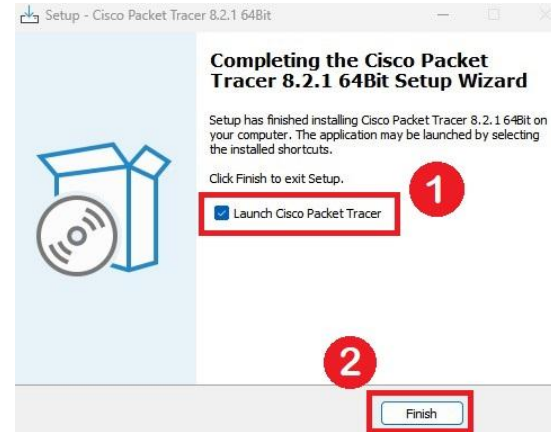 Setup - Cisco Packet Tracer 8.2.1 64Bit
Completing the Cisco Packet
Tracer 8.2.1 64Bit Setup Wizard
Setup has finished installing Cisco Packet Tracer 8.2.1 64Bit on
your computer. The application may be launched by selecting
the installed shortcuts.
Click Finish to exit Setup.
1
Launch Cisco Packet Tracer
2
Finish